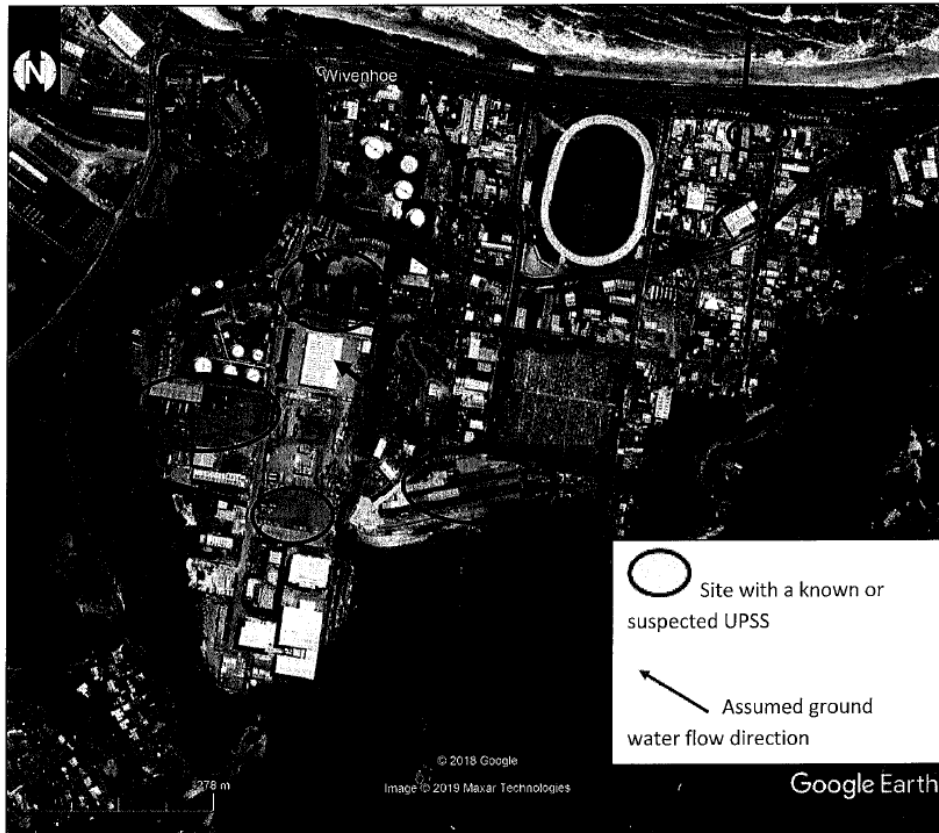 N
Wivenhoe
Site with a known or
suspected UPSS
Assumed ground
water flow direction
© 2018 Google
Image © 2019 Maxar Technologies
278 m
Google Earth